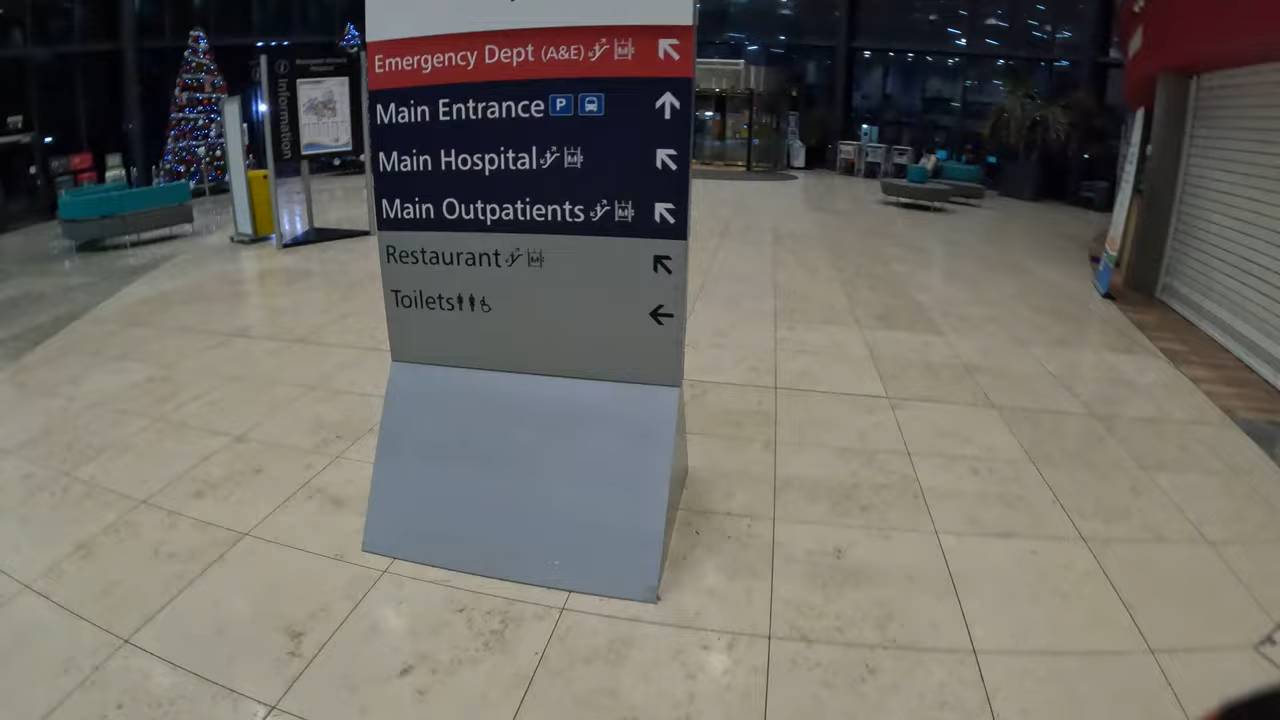 Emergency Dept (A&E)
Main Entrance P
Main Hospital
Main Outpatients
Restaurant
Toilets
Information